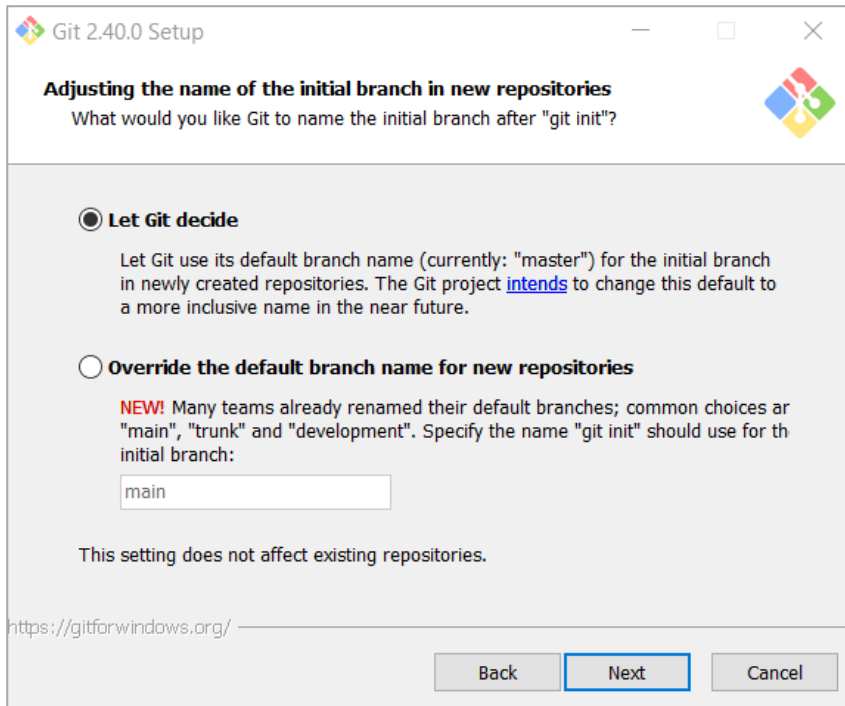 Git 2.40.0 Setup
Adjusting the name of the initial branch in new repositories
What would you like Git to name the initial branch after "git init"?
Let Git decide
Let Git use its default branch name (currently: "master") for the initial branch
in newly created repositories. The Git project intends to change this default to
a more inclusive name in the near future.
Override the default branch name for new repositories
NEW! Many teams already renamed their default branches; common choices ar
"main", "trunk" and "development". Specify the name "git init" should use for th
initial branch:
main
This setting does not affect existing repositories.
https://gitforwindows.org/
Back
Next
Cancel